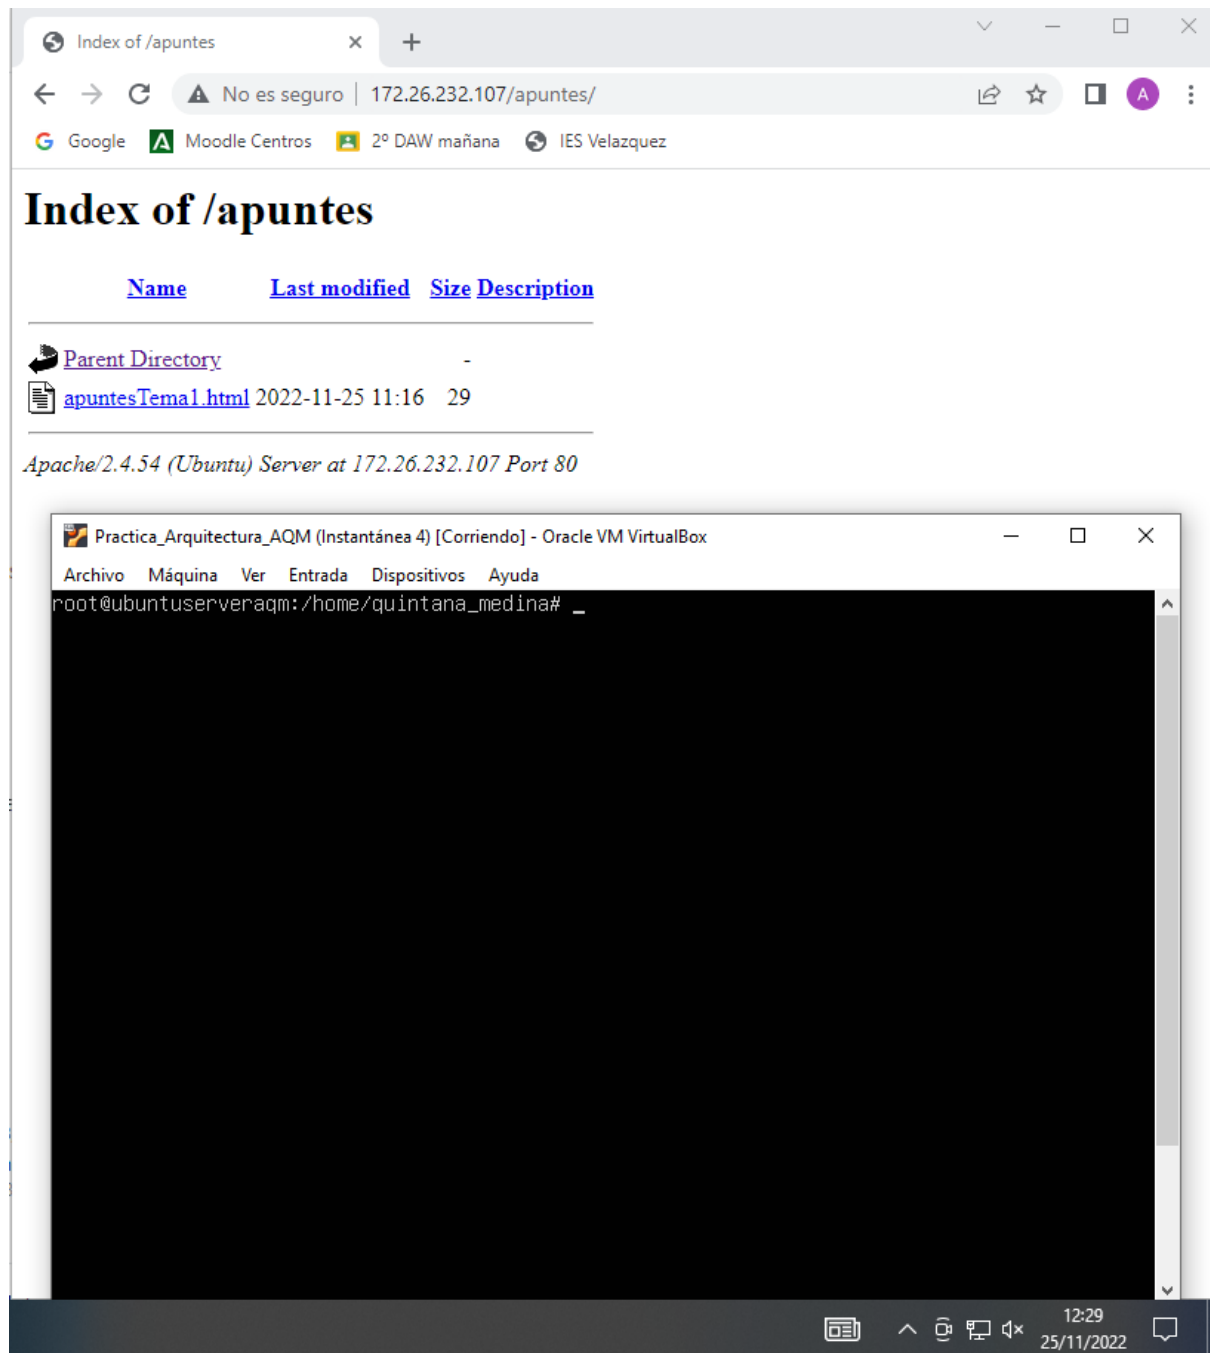 Index of /apuntes
No es seguro 172.26.232.107/apuntes/
A
Google Moodle Centros 2º DAW mañana IES Velazquez
Index of /apuntes
Name Last modified Size Description
Parent Directory -
apuntesTema1.html 2022-11-25 11:16 29
Apache/2.4.54 (Ubuntu) Server at 172.26.232.107 Port 80
Practica_Arquitectura_AQM (Instantánea 4) [Corriendo] - Oracle VM VirtualBox
Archivo Máquina Ver Entrada Dispositivos Ayuda
root@ubuntuserveraqm:/home/quintana_medina# _
12:29
25/11/2022